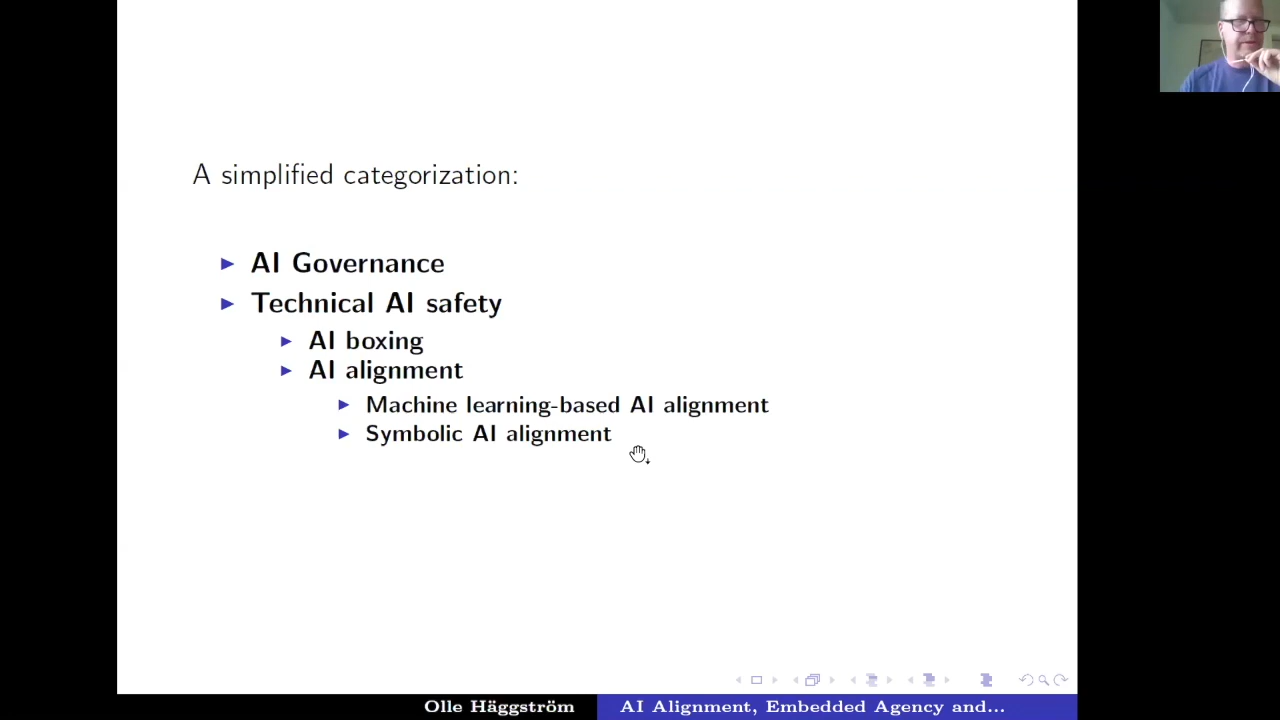 A simplified categorization:
AI Governance
Technical AI safety
AI boxing
AI alignment
Machine learning-based AI alignment
Symbolic AI alignment
Olle Häggström
AI Alignment, Embedded Agency and...